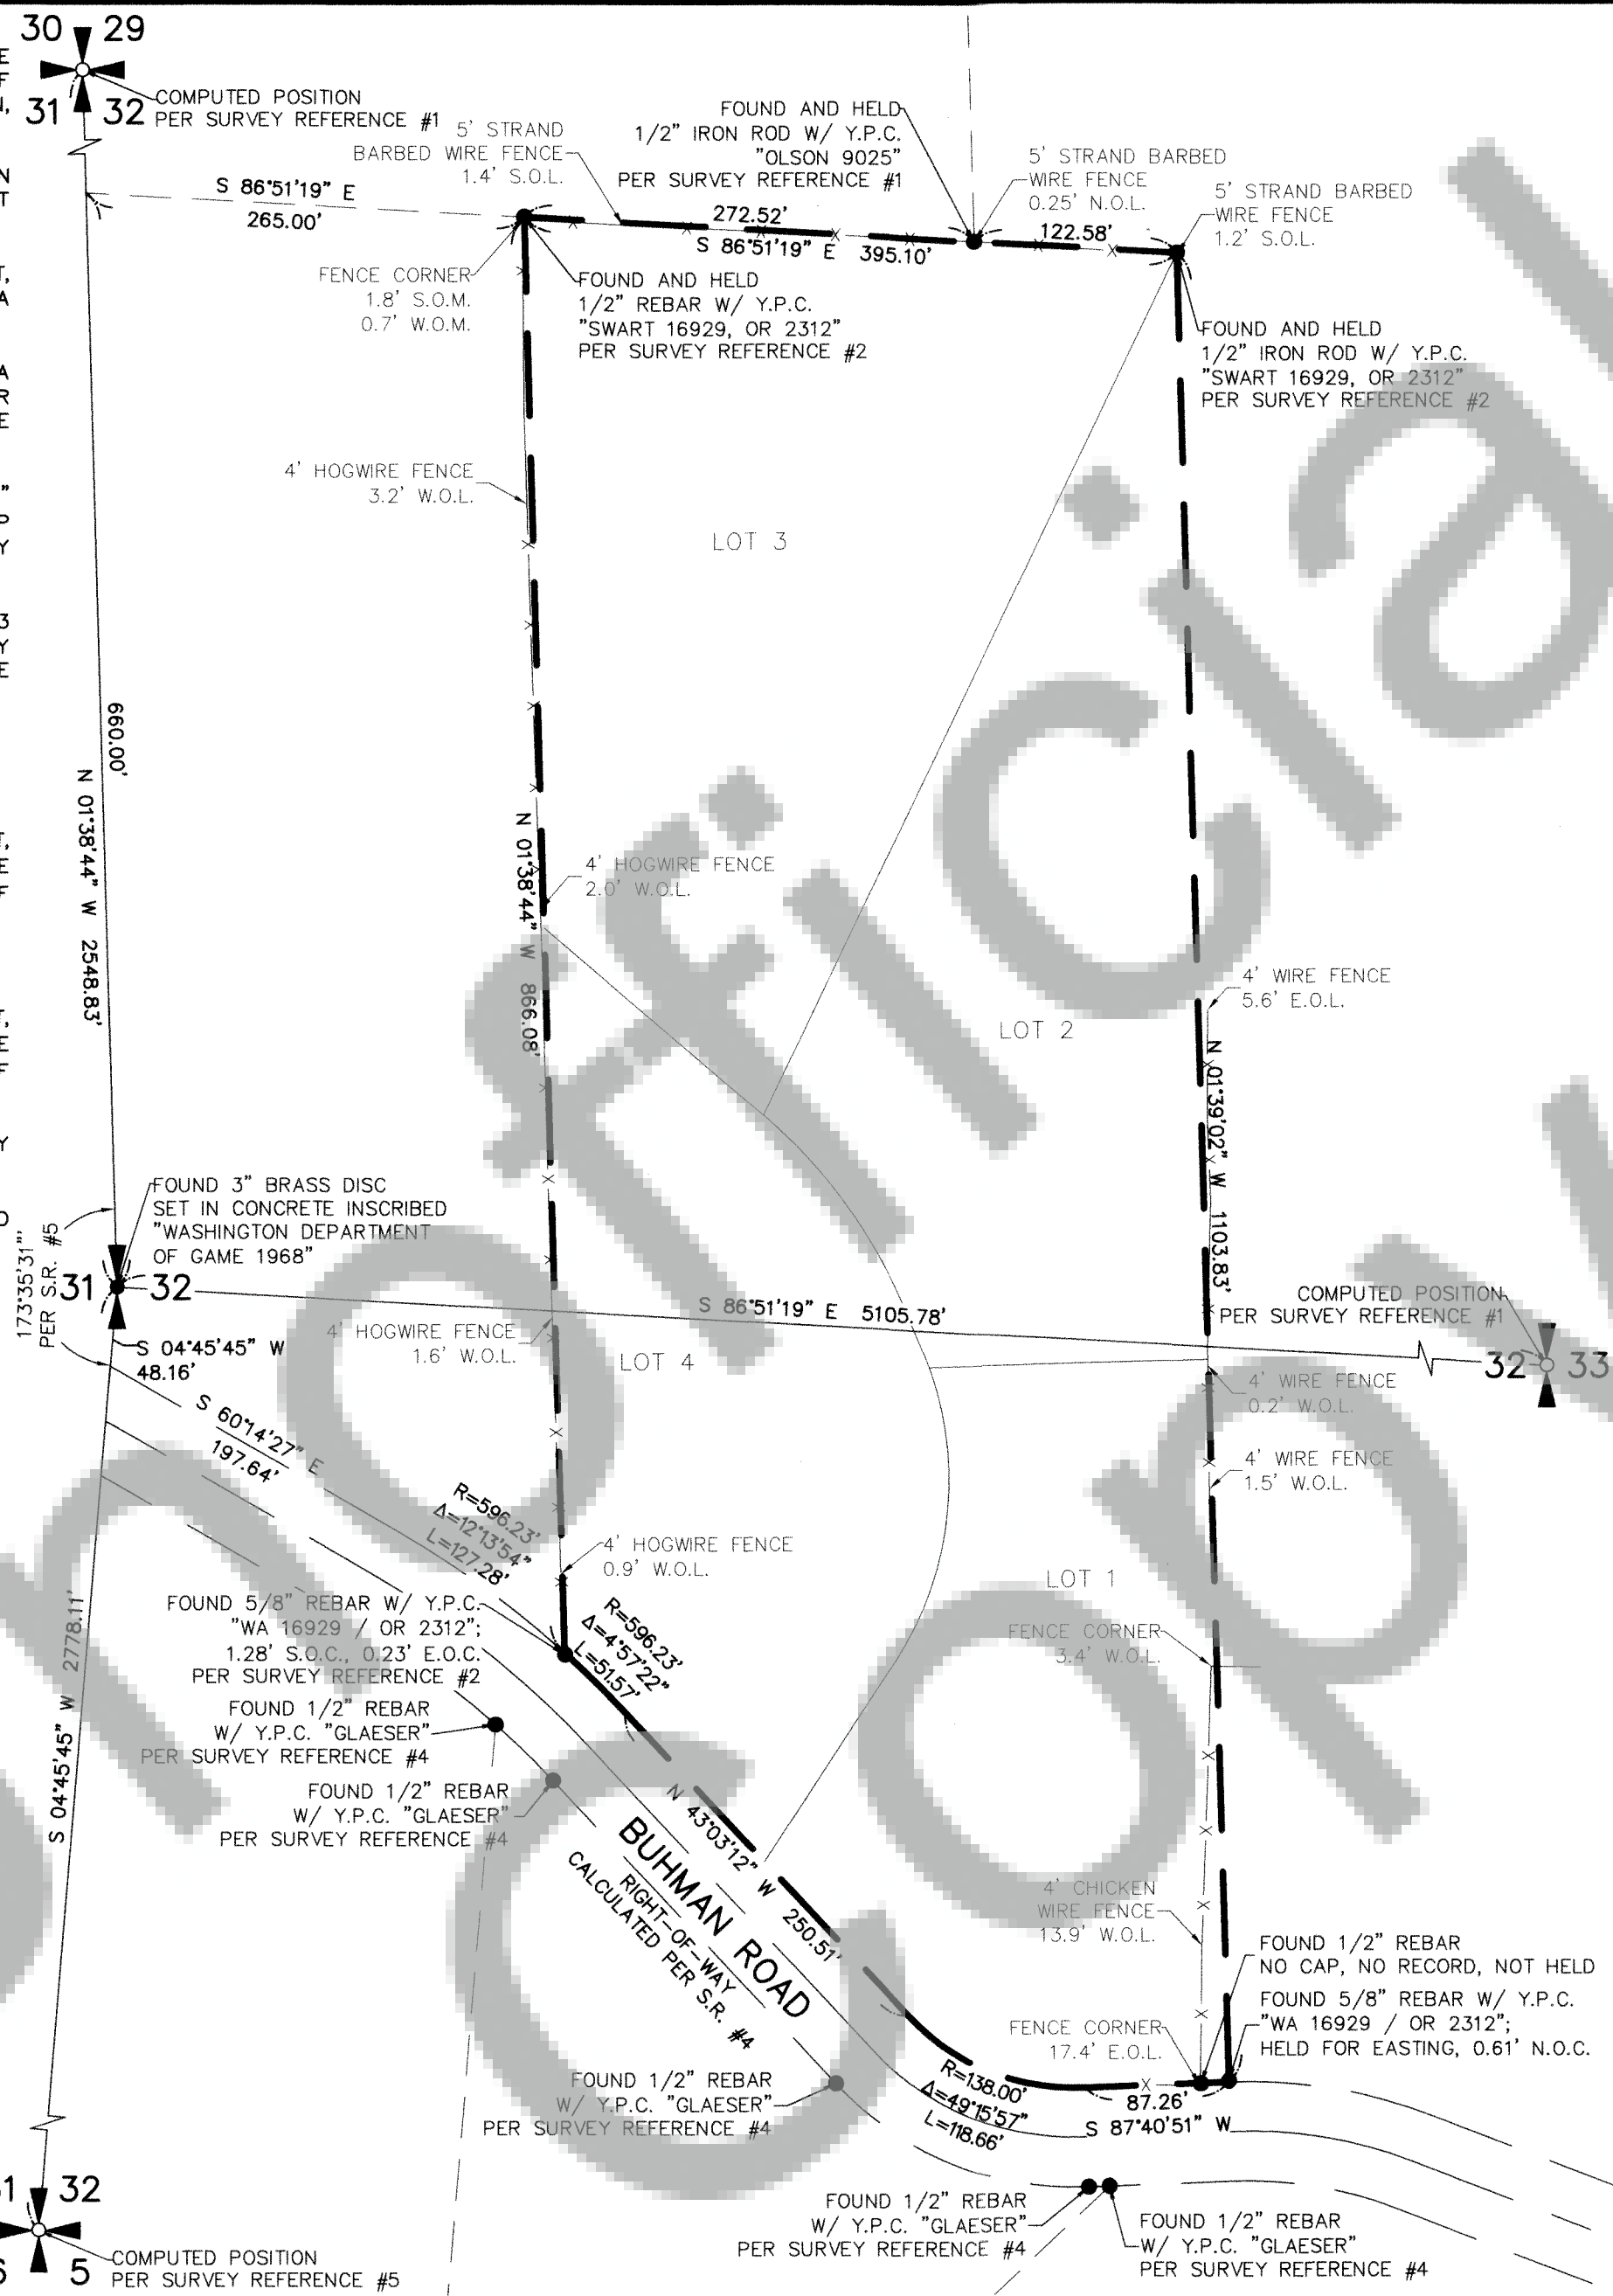 30 29
31 32
COMPUTED POSITION
PER SURVEY REFERENCE #1
5' STRAND
BARBED WIRE FENCE
1.4' S.O.L.
FOUND AND HELD
1/2" IRON ROD W/ Y.P.C.
"OLSON 9025"
PER SURVEY REFERENCE #1
5' STRAND BARBED
WIRE FENCE
0.25' N.O.L.
5' STRAND BARBED
WIRE FENCE
1.2' S.O.L.
S 86°51'19" E
265.00'
272.52'
S 86°51'19" E 395.10'
122.58'
FENCE CORNER
1.8' S.O.M.
0.7' W.O.M.
FOUND AND HELD
1/2" REBAR W/ Y.P.C.
"SWART 16929, OR 2312"
PER SURVEY REFERENCE #2
FOUND AND HELD
1/2" IRON ROD W/ Y.P.C.
"SWART 16929, OR 2312"
PER SURVEY REFERENCE #2
4' HOGWIRE FENCE
3.2' W.O.L.
LOT 3
660.00'
N 01°38'44" W 2548.83'
N 01°38'44" W 866.08'
4' HOGWIRE FENCE
2.0' W.O.L.
4' WIRE FENCE
5.6' E.O.L.
LOT 2
N 01°39'02" W 1103.83'
FOUND 3" BRASS DISC
SET IN CONCRETE INSCRIBED
"WASHINGTON DEPARTMENT
OF GAME 1968"
173°35'31"'
PER S.R. #5
31 32
S 86°51'19" E 5105.78'
COMPUTED POSITION
PER SURVEY REFERENCE #1
32 33
4' HOGWIRE FENCE
1.6' W.O.L.
LOT 4
S 04°45'45" W
48.16'
4' WIRE FENCE
0.2' W.O.L.
S 60°14'27" E
197.64'
4' WIRE FENCE
1.5' W.O.L.
R=596.23'
Δ=12°13'54"
L=127.28'
4' HOGWIRE FENCE
0.9' W.O.L.
LOT 1
FOUND 5/8" REBAR W/ Y.P.C.
"WA 16929 / OR 2312";
1.28' S.O.C., 0.23' E.O.C.
PER SURVEY REFERENCE #2
R=596.23'
Δ=4°57'22"
L=51.57'
FENCE CORNER
3.4' W.O.L.
S 04°45'45" W 2778.11'
FOUND 1/2" REBAR
W/ Y.P.C. "GLAESER"
PER SURVEY REFERENCE #4
FOUND 1/2" REBAR
W/ Y.P.C. "GLAESER"
PER SURVEY REFERENCE #4
N 43°03'12" W 250.51'
BUHMAN ROAD
RIGHT-OF-WAY
CALCULATED PER S.R. #4
4' CHICKEN
WIRE FENCE
13.9' W.O.L.
FOUND 1/2" REBAR
NO CAP, NO RECORD, NOT HELD
FOUND 5/8" REBAR W/ Y.P.C.
"WA 16929 / OR 2312";
HELD FOR EASTING, 0.61' N.O.C.
FENCE CORNER
17.4' E.O.L.
FOUND 1/2" REBAR
W/ Y.P.C. "GLAESER"
PER SURVEY REFERENCE #4
R=138.00'
Δ=49°15'57"
L=118.66'
87.26'
S 87°40'51" W
32
5
COMPUTED POSITION
PER SURVEY REFERENCE #5
FOUND 1/2" REBAR
W/ Y.P.C. "GLAESER"
PER SURVEY REFERENCE #4
FOUND 1/2" REBAR
W/ Y.P.C. "GLAESER"
PER SURVEY REFERENCE #4